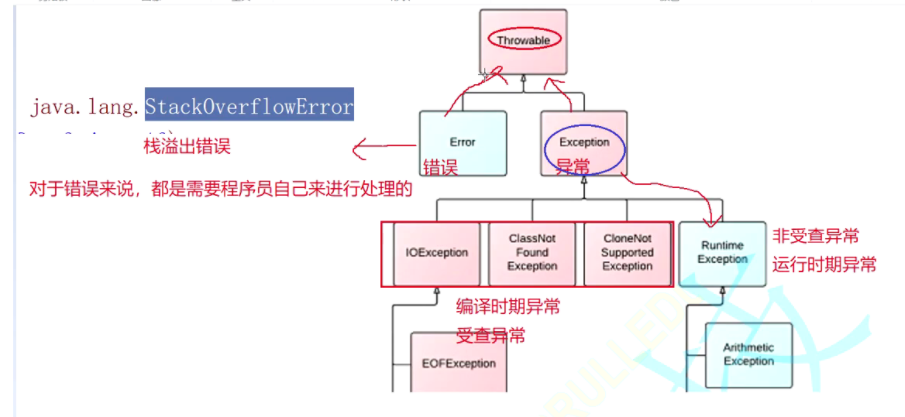 Throwable
java.lang.StackOverflowError
栈溢出错误
Error
错误
Exception
异常
对于错误来说，都是需要程序员自己来进行处理的
IOException
ClassNot
Found
Exception
CloneNot
Supported
Exception
Runtime
Exception
非受查异常
运行时期异常
编译时期异常
受查异常
EOFException
Arithmetic
Exception